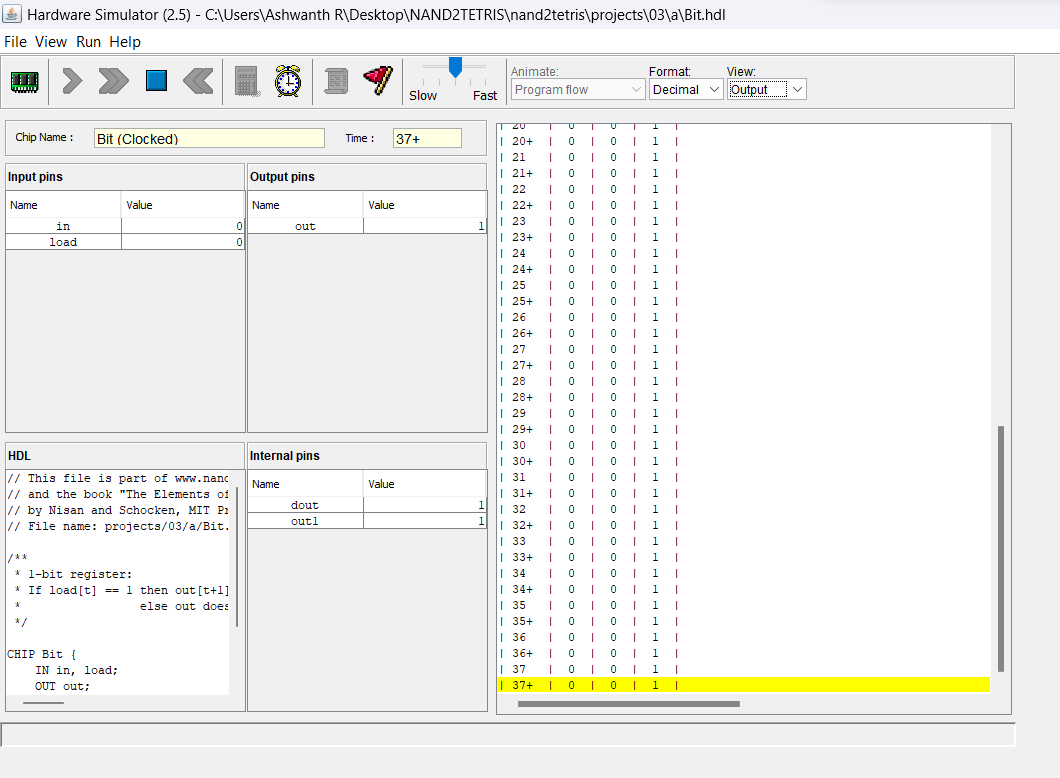 Hardware Simulator (2.5) - C:\Users\Ashwanth R\Desktop\NAND2TETRIS\nand2tetris\projects\03\a\Bit.hdl
File View Run Help
Slow Fast
Animate:
Program flow
Format:
Decimal
View:
Output
Chip Name :
Bit (Clocked)
Time :
37+
Input pins
Name Value
in 0
load 0
Output pins
Name Value
out 1
HDL
// This file is part of www.nand
// and the book "The Elements of
// by Nisan and Schocken, MIT Pr
// File name: projects/03/a/Bit.
/**
* 1-bit register:
* If load[t] == 1 then out[t+1]
* else out does
*/
CHIP Bit {
IN in, load;
OUT out;
Internal pins
Name Value
dout 1
out1 1
| 20 | 0 | 0 | 1 |
| 20+ | 0 | 0 | 1 |
| 21 | 0 | 0 | 1 |
| 21+ | 0 | 0 | 1 |
| 22 | 0 | 0 | 1 |
| 22+ | 0 | 0 | 1 |
| 23 | 0 | 0 | 1 |
| 23+ | 0 | 0 | 1 |
| 24 | 0 | 0 | 1 |
| 24+ | 0 | 0 | 1 |
| 25 | 0 | 0 | 1 |
| 25+ | 0 | 0 | 1 |
| 26 | 0 | 0 | 1 |
| 26+ | 0 | 0 | 1 |
| 27 | 0 | 0 | 1 |
| 27+ | 0 | 0 | 1 |
| 28 | 0 | 0 | 1 |
| 28+ | 0 | 0 | 1 |
| 29 | 0 | 0 | 1 |
| 29+ | 0 | 0 | 1 |
| 30 | 0 | 0 | 1 |
| 30+ | 0 | 0 | 1 |
| 31 | 0 | 0 | 1 |
| 31+ | 0 | 0 | 1 |
| 32 | 0 | 0 | 1 |
| 32+ | 0 | 0 | 1 |
| 33 | 0 | 0 | 1 |
| 33+ | 0 | 0 | 1 |
| 34 | 0 | 0 | 1 |
| 34+ | 0 | 0 | 1 |
| 35 | 0 | 0 | 1 |
| 35+ | 0 | 0 | 1 |
| 36 | 0 | 0 | 1 |
| 36+ | 0 | 0 | 1 |
| 37 | 0 | 0 | 1 |
| 37+ | 0 | 0 | 1 |